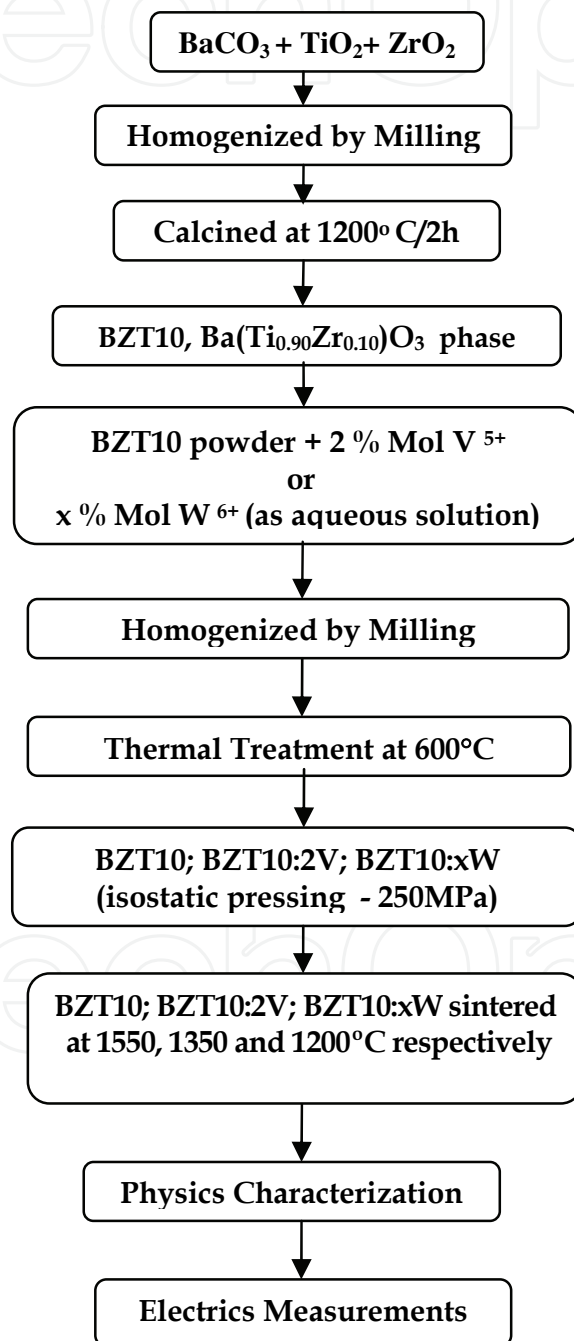 BaCO₃ + TiO₂+ ZrO₂
Homogenized by Milling
Calcined at 1200º C/2h
BZT10, Ba(Ti₀.₉₀Zr₀.₁₀)O₃ phase
BZT10 powder + 2 % Mol V ⁵⁺
or
x % Mol W ⁶⁺ (as aqueous solution)
Homogenized by Milling
Thermal Treatment at 600°C
BZT10; BZT10:2V; BZT10:xW
(isostatic pressing - 250MPa)
BZT10; BZT10:2V; BZT10:xW sintered
at 1550, 1350 and 1200ºC respectively
Physics Characterization
Electrics Measurements